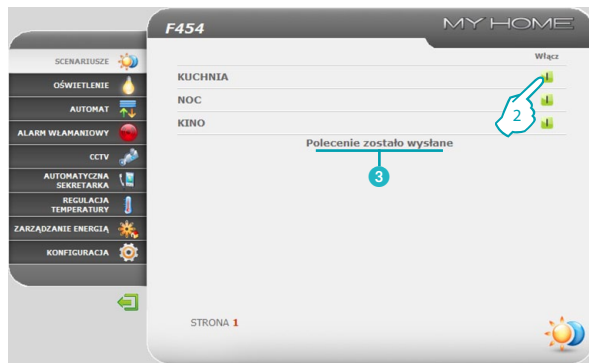 F454
MY HOME
SCENARIUSZE
OŚWIETLENIE
AUTOMAT
ALARM WŁAMANIOWY
CCTV
AUTOMATYCZNA
SEKRETARKA
REGULACJA
TEMPERATURY
ZARZĄDZANIE ENERGIĄ
KONFIGURACJA
Włącz
KUCHNIA
NOC
KINO
2
Polecenie zostało wysłane
3
STRONA 1